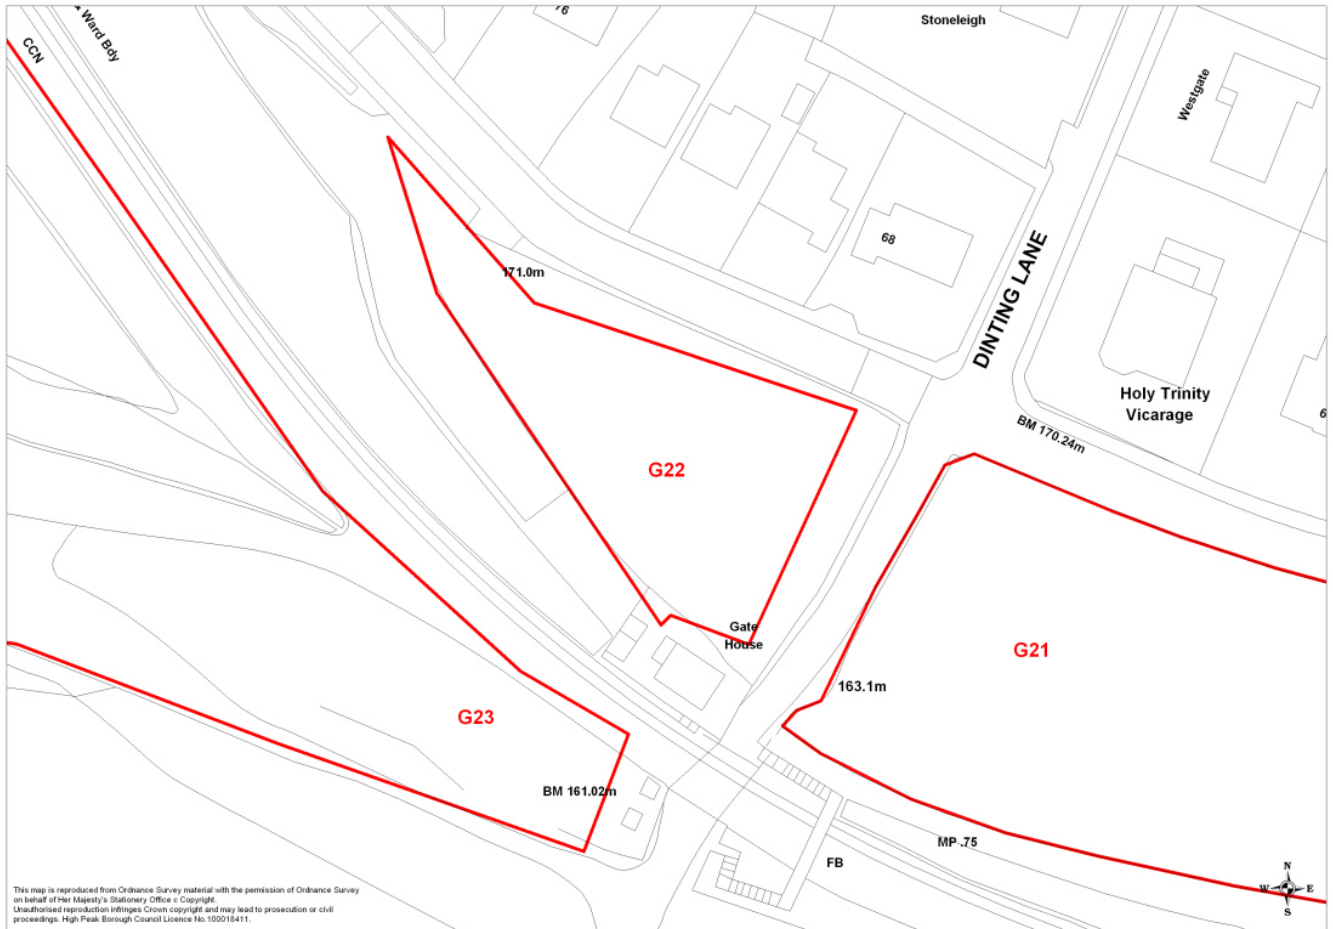 & Ward Bdy
CCN
76
Stoneleigh
Westgate
68
DINTING LANE
171.0m
Holy Trinity
Vicarage
6
BM 170.24m
G22
Gate
House
G21
163.1m
G23
BM 161.02m
MP .75
FB
N
W E
S
This map is reproduced from Ordnance Survey material with the permission of Ordnance Survey
on behalf of Her Majesty's Stationery Office c Copyright.
Unauthorised reproduction infringes Crown copyright and may lead to prosecution or civil
proceedings. High Peak Borough Council Licence No.100018411.